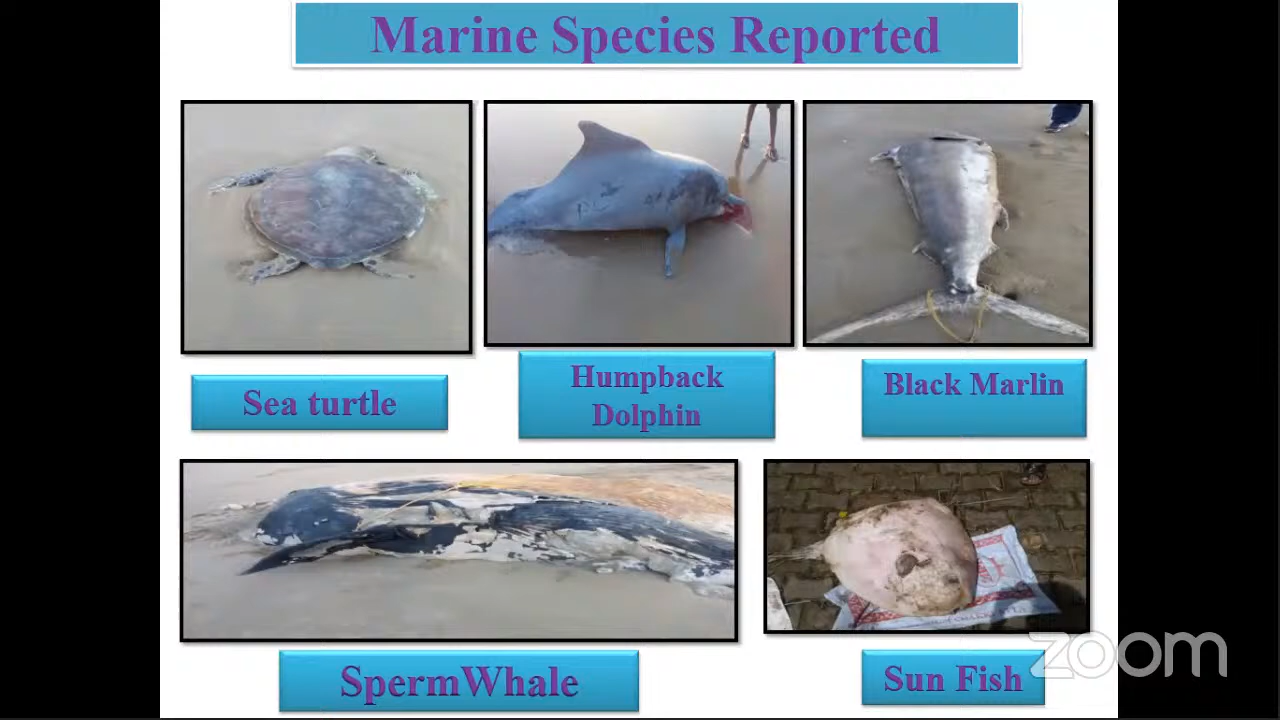 Marine Species Reported
Sea turtle
Humpback
Dolphin
Black Marlin
SpermWhale
Sun Fish
zoom